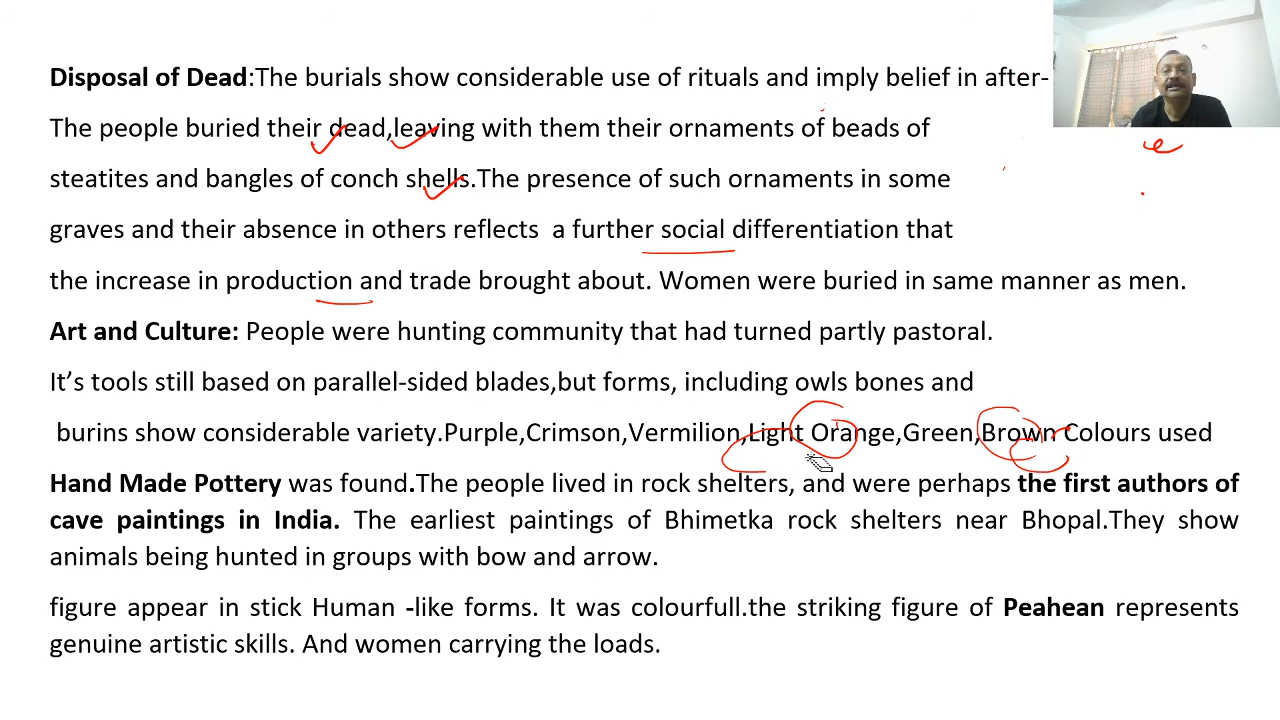 Disposal of Dead:The burials show considerable use of rituals and imply belief in after-
The people buried their dead,leaving with them their ornaments of beads of
steatites and bangles of conch shells.The presence of such ornaments in some
graves and their absence in others reflects a further social differentiation that
the increase in production and trade brought about. Women were buried in same manner as men.
Art and Culture: People were hunting community that had turned partly pastoral.
It’s tools still based on parallel-sided blades,but forms, including owls bones and
burins show considerable variety.Purple,Crimson,Vermilion,Light Orange,Green,Brown Colours used
Hand Made Pottery was found.The people lived in rock shelters, and were perhaps the first authors of
cave paintings in India. The earliest paintings of Bhimetka rock shelters near Bhopal.They show
animals being hunted in groups with bow and arrow.
figure appear in stick Human -like forms. It was colourfull.the striking figure of Peahean represents
genuine artistic skills. And women carrying the loads.